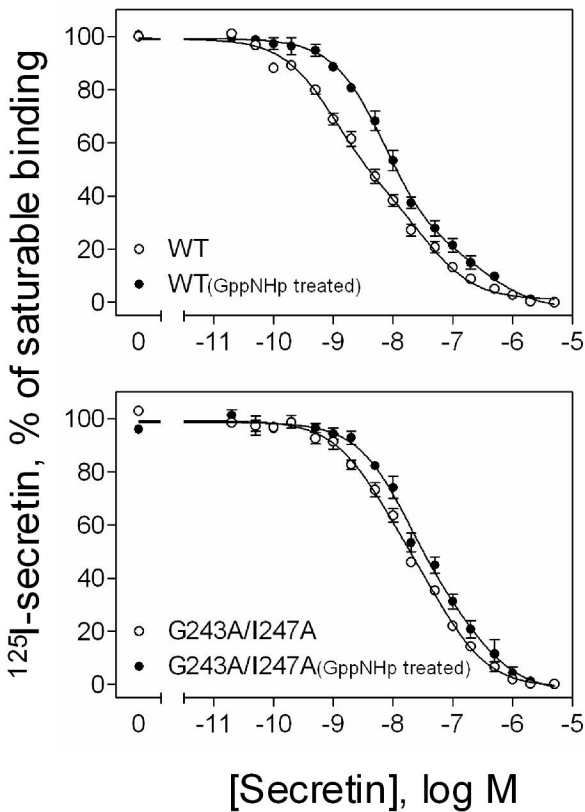 ¹²⁵I-secretin, % of saturable binding
100
80
60
40
20
0
WT
WT(GppNHp treated)
0 -11 -10 -9 -8 -7 -6 -5
100
80
60
40
20
0
G243A/I247A
G243A/I247A(GppNHp treated)
0 -11 -10 -9 -8 -7 -6 -5
[Secretin], log M